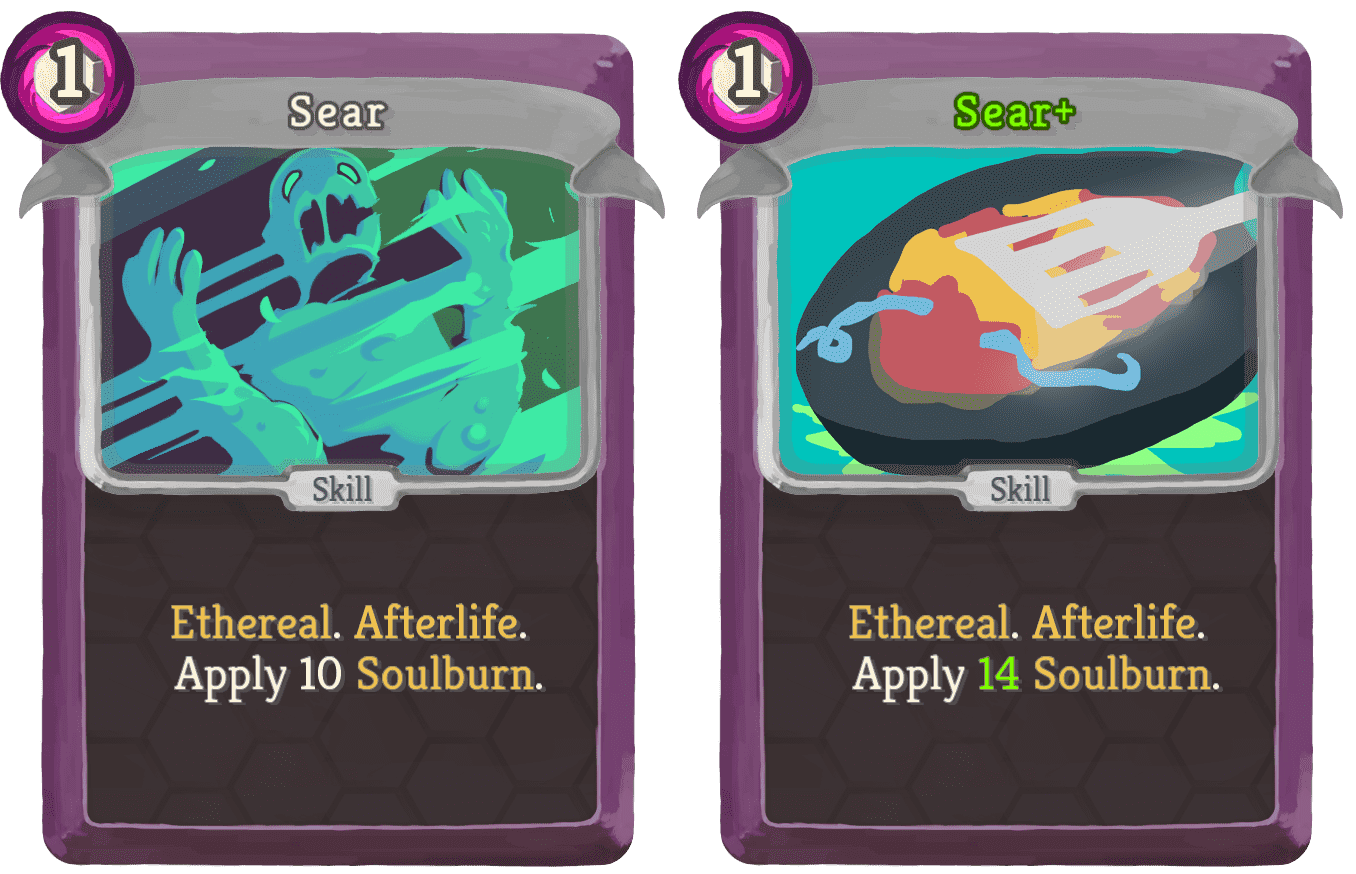 1
Sear
Skill
Ethereal. Afterlife.
Apply 10 Soulburn.
1
Sear+
Skill
Ethereal. Afterlife.
Apply 14 Soulburn.